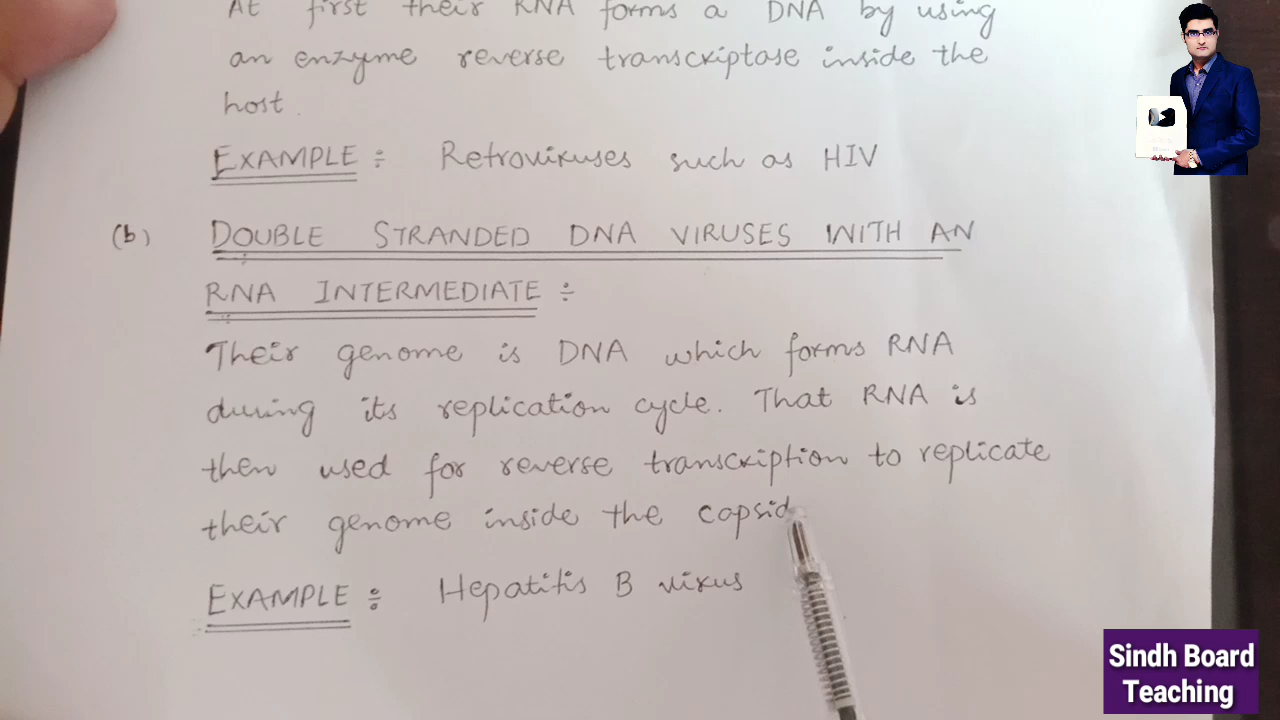 At first their RNA forms a DNA by using
an enzyme reverse transcriptase inside the
host.
EXAMPLE : Retroviruses such as HIV
(b) DOUBLE STRANDED DNA VIRUSES WITH AN
RNA INTERMEDIATE :
Their genome is DNA which forms RNA
during its replication cycle. That RNA is
then used for reverse transcription to replicate
their genome inside the capsid
EXAMPLE : Hepatitis B virus
Sindh Board
Teaching